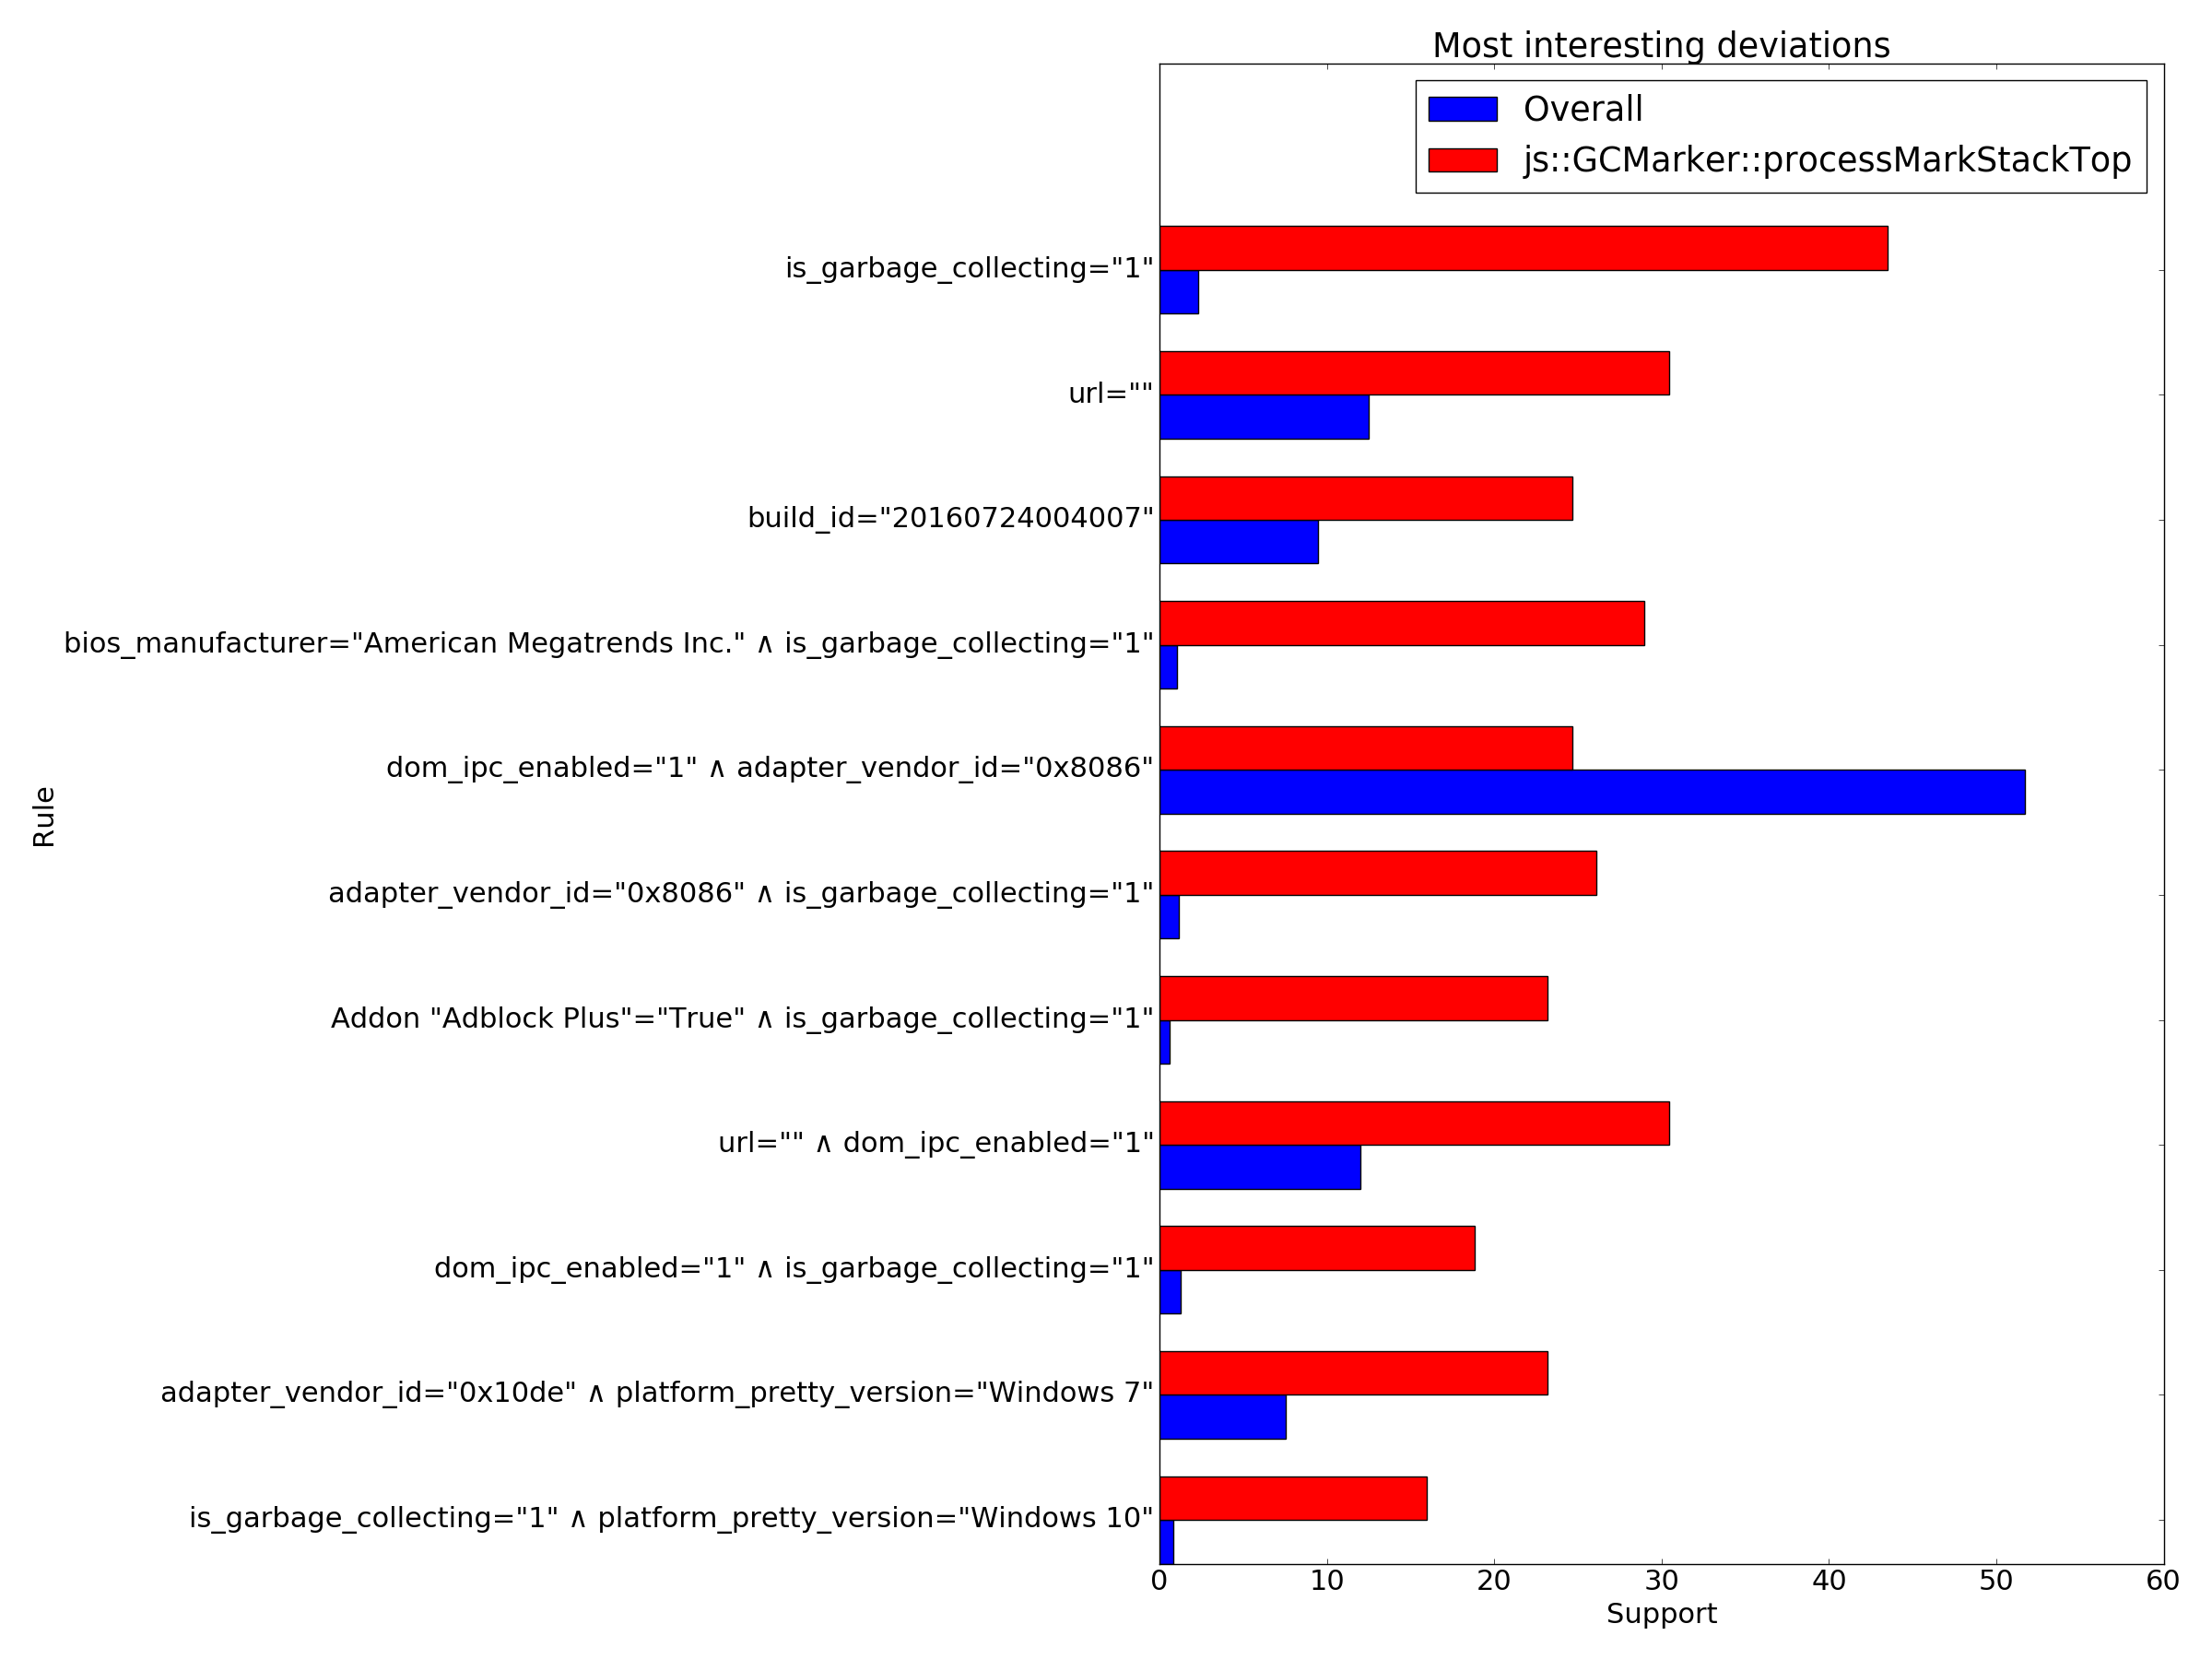 Most interesting deviations
Overall
js::GCMarker::processMarkStackTop
is_garbage_collecting="1"
url=""
build_id="20160724004007"
bios_manufacturer="American Megatrends Inc." ∧ is_garbage_collecting="1"
dom_ipc_enabled="1" ∧ adapter_vendor_id="0x8086"
adapter_vendor_id="0x8086" ∧ is_garbage_collecting="1"
Addon "Adblock Plus"="True" ∧ is_garbage_collecting="1"
url="" ∧ dom_ipc_enabled="1"
dom_ipc_enabled="1" ∧ is_garbage_collecting="1"
adapter_vendor_id="0x10de" ∧ platform_pretty_version="Windows 7"
is_garbage_collecting="1" ∧ platform_pretty_version="Windows 10"
Rule
0 10 20 30 40 50 60
Support